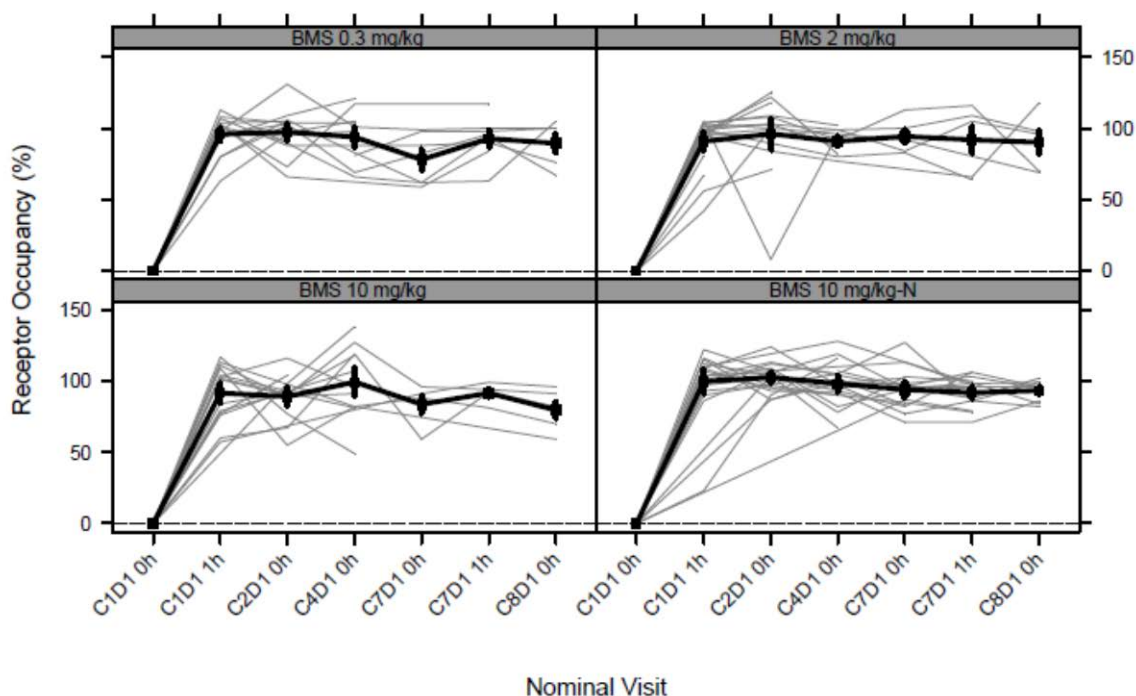 BMS 0.3 mg/kg
BMS 2 mg/kg
150
100
50
0
BMS 10 mg/kg
BMS 10 mg/kg-N
150
100
50
0
Receptor Occupancy (%)
C1D1 0h
C1D1 1h
C2D1 0h
C4D1 0h
C7D1 0h
C7D1 1h
C8D1 0h
C1D1 0h
C1D1 1h
C2D1 0h
C4D1 0h
C7D1 0h
C7D1 1h
C8D1 0h
Nominal Visit